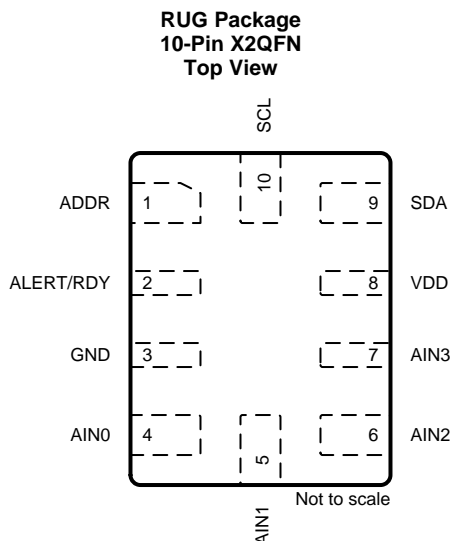 RUG Package
10-Pin X2QFN
Top View
SCL
10
ADDR 1 9 SDA
ALERT/RDY 2 8 VDD
GND 3 7 AIN3
AIN0 4 6 AIN2
5
Not to scale
AIN1